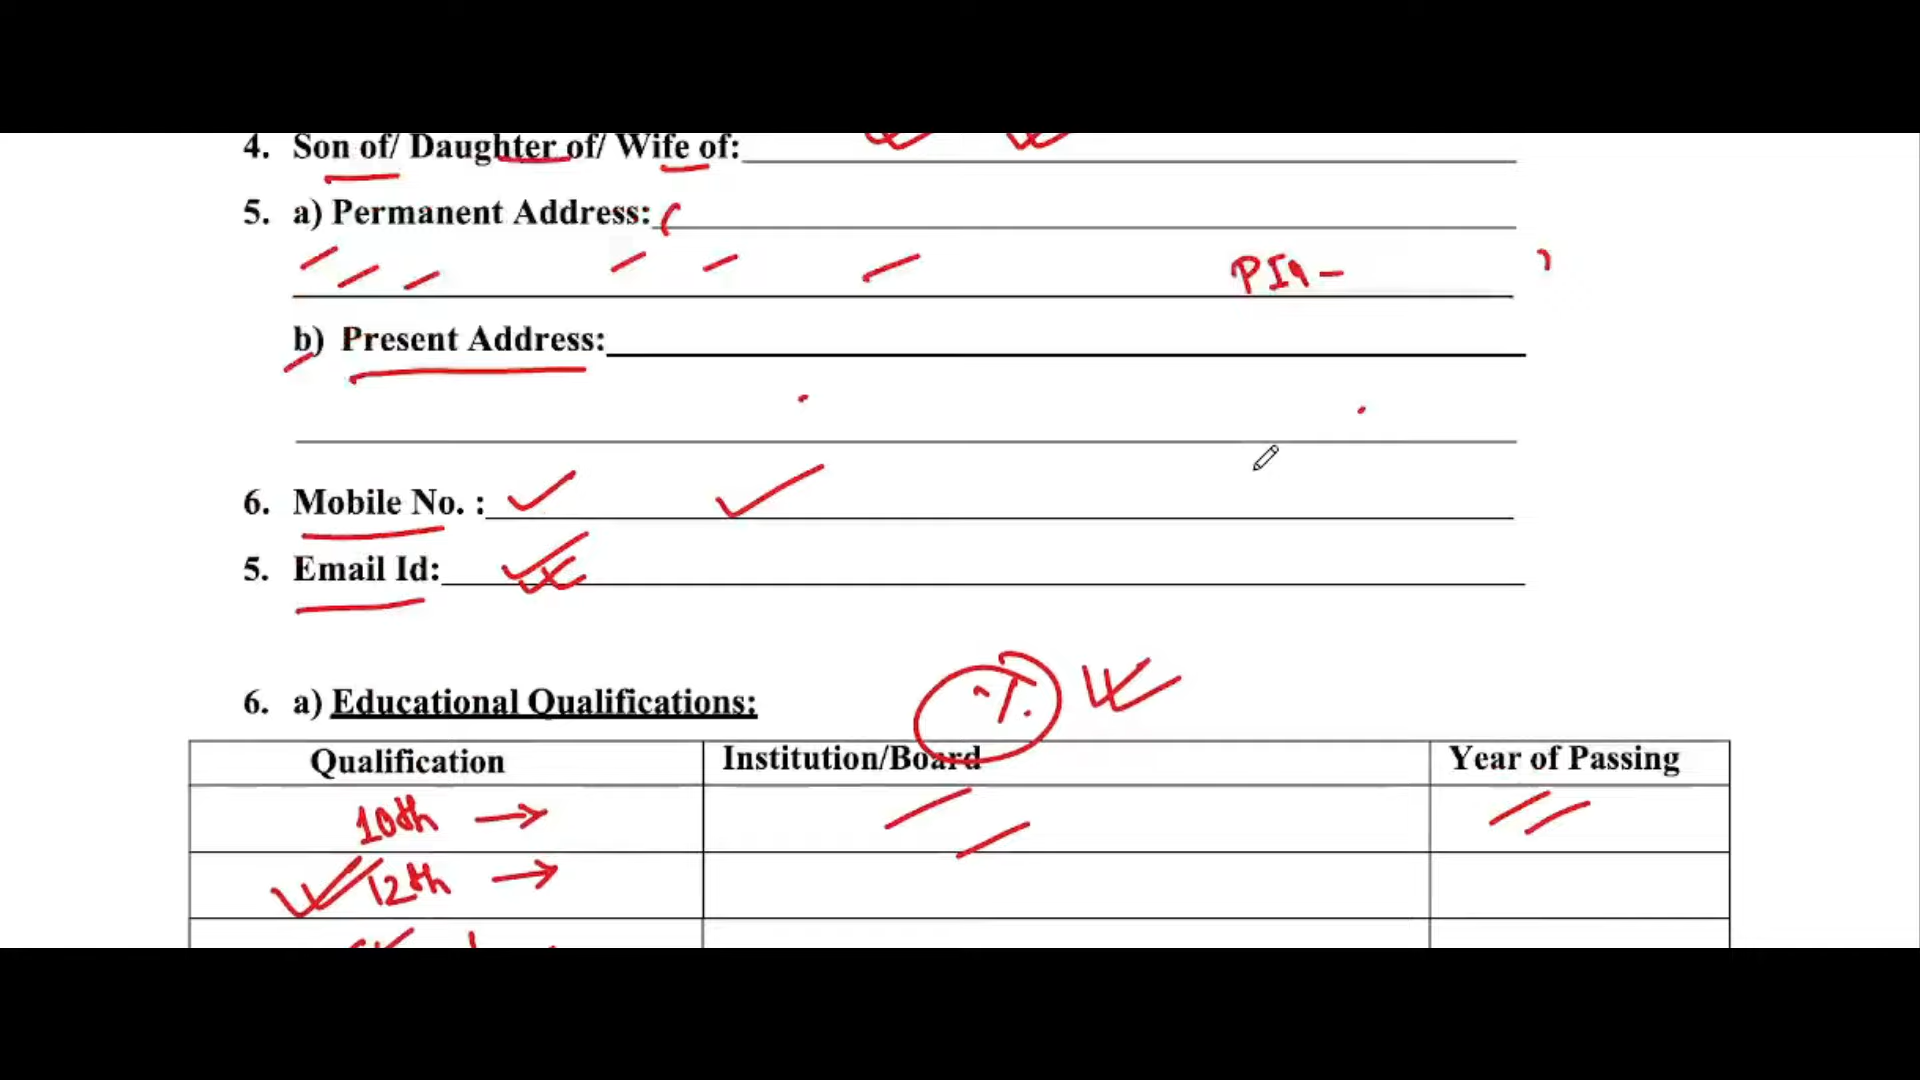 4. Son of/ Daughter of/ Wife of:
5. a) Permanent Address:
PIN -
b) Present Address:
6. Mobile No. :
5. Email Id:
6. a) Educational Qualifications:
Qualification Institution/Board Year of Passing
10th →
12th →